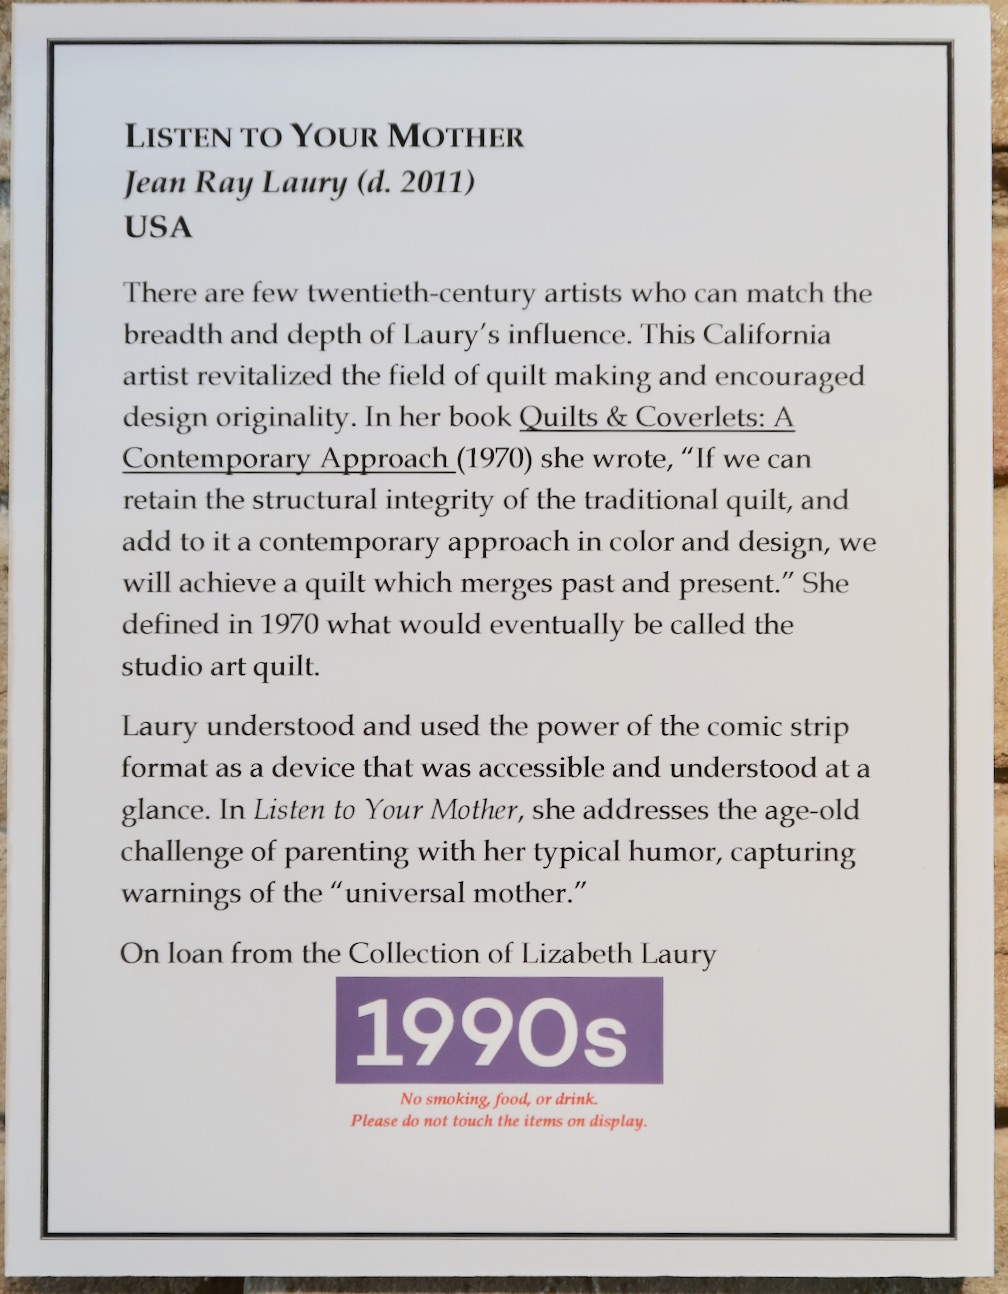 LISTEN TO YOUR MOTHER
Jean Ray Laury (d. 2011)
USA
There are few twentieth-century artists who can match the
breadth and depth of Laury’s influence. This California
artist revitalized the field of quilt making and encouraged
design originality. In her book Quilts & Coverlets: A
Contemporary Approach (1970) she wrote, “If we can
retain the structural integrity of the traditional quilt, and
add to it a contemporary approach in color and design, we
will achieve a quilt which merges past and present.” She
defined in 1970 what would eventually be called the
studio art quilt.
Laury understood and used the power of the comic strip
format as a device that was accessible and understood at a
glance. In Listen to Your Mother, she addresses the age-old
challenge of parenting with her typical humor, capturing
warnings of the “universal mother.”
On loan from the Collection of Lizabeth Laury
1990s
No smoking, food, or drink.
Please do not touch the items on display.